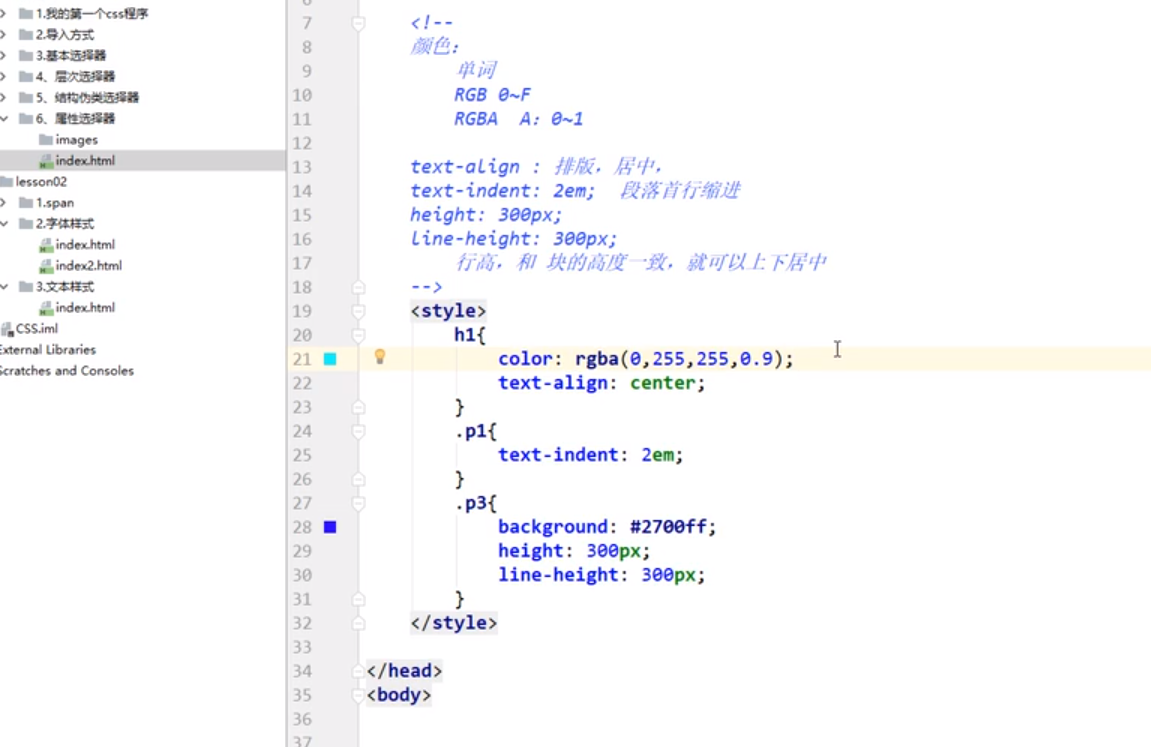 1.我的第一个css程序
2.导入方式
3.基本选择器
4、层次选择器
5、结构伪类选择器
6、属性选择器
images
index.html
lesson02
1.span
2.字体样式
index.html
index2.html
3.文本样式
index.html
CSS.iml
External Libraries
Scratches and Consoles
7 <!--
8 颜色:
9 单词
10 RGB 0~F
11 RGBA A: 0~1
12
13 text-align : 排版，居中，
14 text-indent: 2em; 段落首行缩进
15 height: 300px;
16 line-height: 300px;
17 行高，和 块的高度一致，就可以上下居中
18 -->
19 <style>
20 h1{
21 color: rgba(0,255,255,0.9);
22 text-align: center;
23 }
24 .p1{
25 text-indent: 2em;
26 }
27 .p3{
28 background: #2700ff;
29 height: 300px;
30 line-height: 300px;
31 }
32 </style>
33
34 </head>
35 <body>
36
37